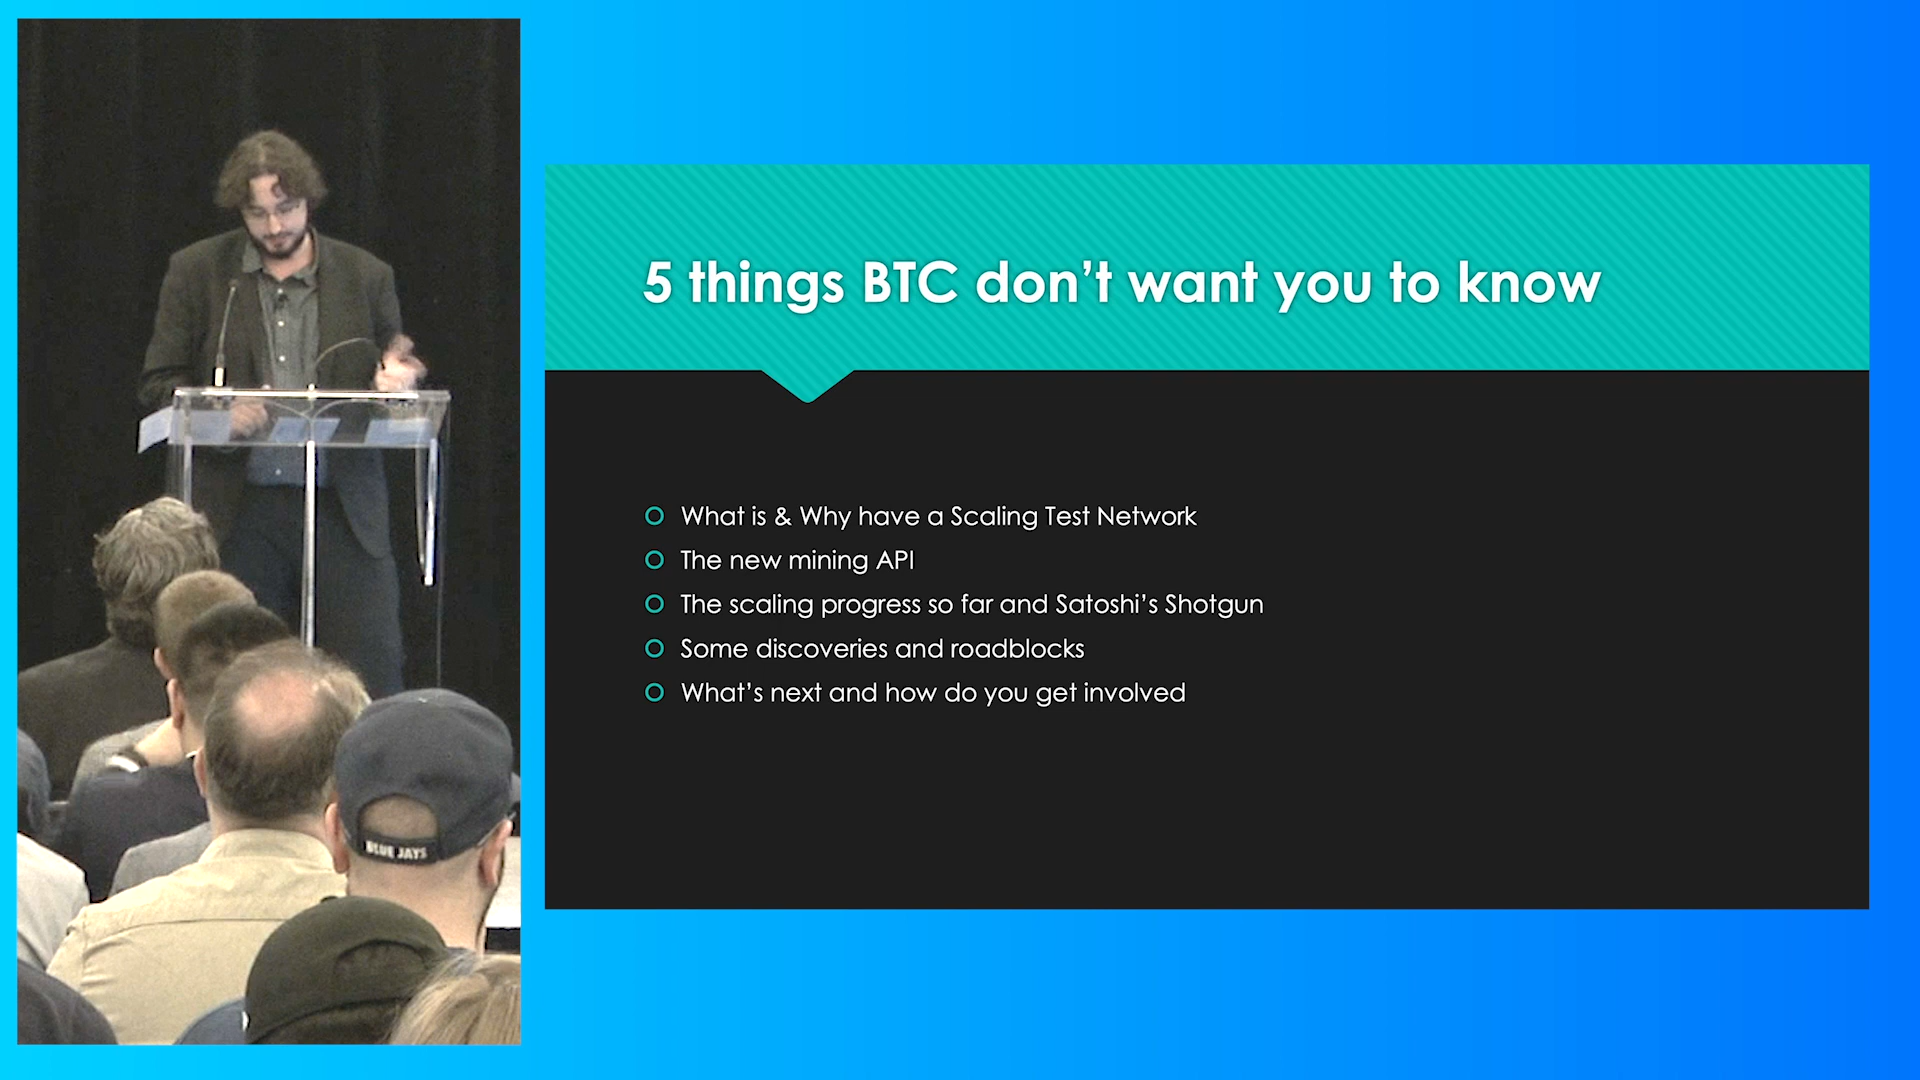 5 things BTC don't want you to know
What is & Why have a Scaling Test Network
The new mining API
The scaling progress so far and Satoshi's Shotgun
Some discoveries and roadblocks
What's next and how do you get involved
BLUE JAYS